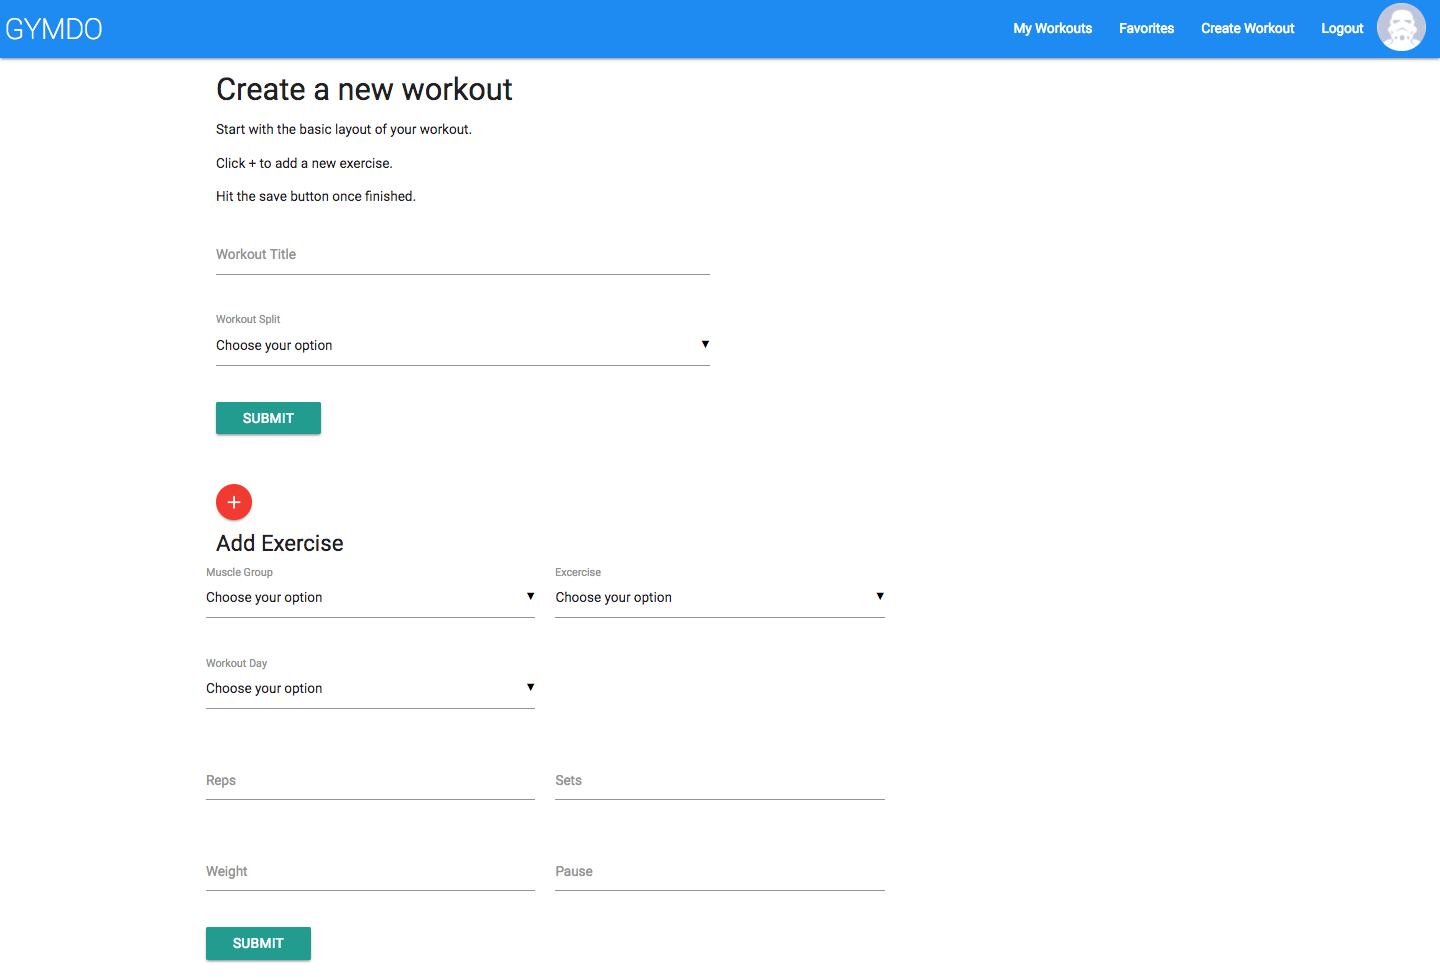 GYMDO
My Workouts Favorites Create Workout Logout
Create a new workout
Start with the basic layout of your workout.
Click + to add a new exercise.
Hit the save button once finished.
Workout Title
Workout Split
Choose your option ▼
SUBMIT
+
Add Exercise
Muscle Group Excercise
Choose your option ▼ Choose your option ▼
Workout Day
Choose your option ▼
Reps Sets
Weight Pause
SUBMIT